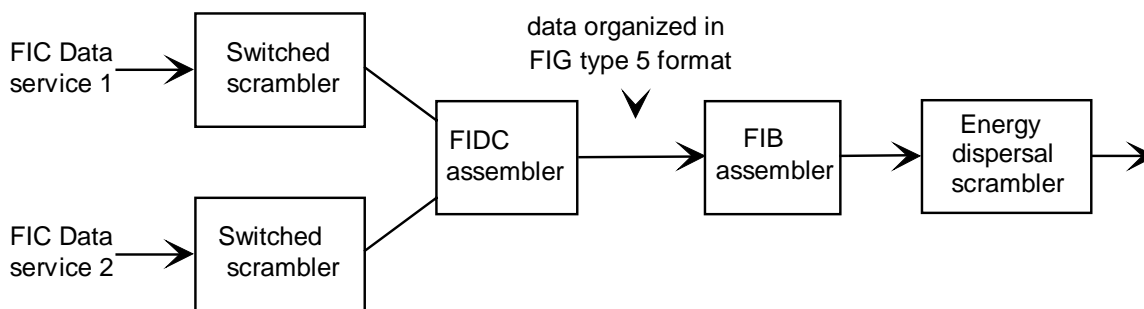 FIC Data
service 1
Switched
scrambler
data organized in
FIG type 5 format
FIDC
assembler
FIB
assembler
Energy
dispersal
scrambler
FIC Data
service 2
Switched
scrambler